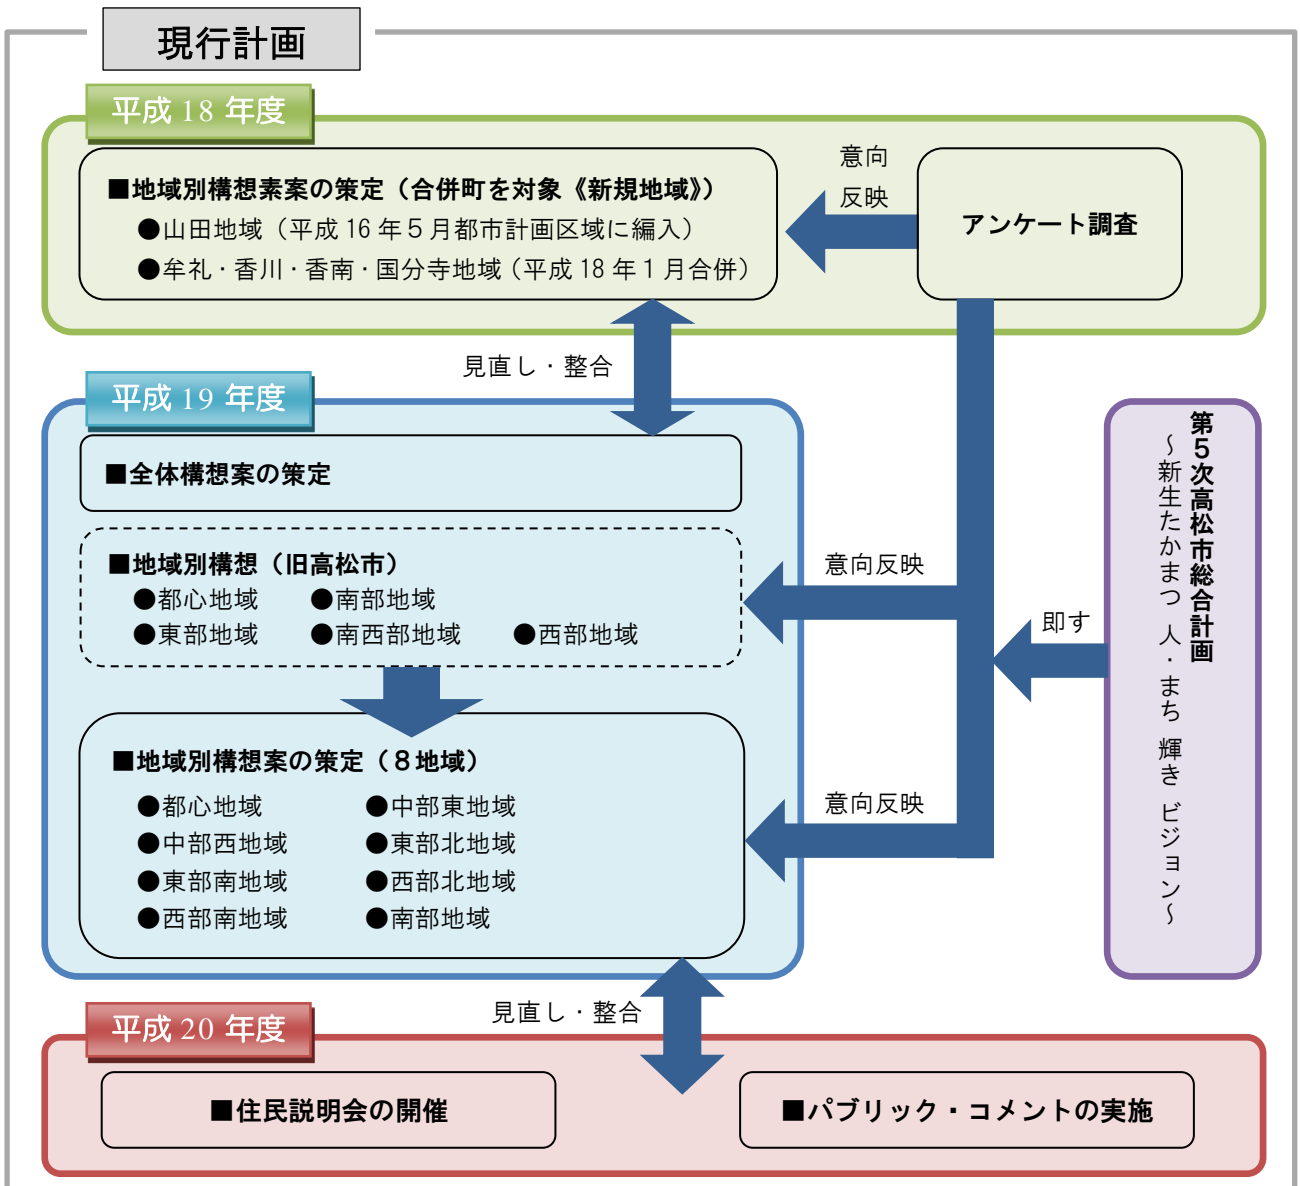 現行計画
平成 18 年度
■地域別構想素案の策定（合併町を対象《新規地域》）
●山田地域（平成 16 年５月都市計画区域に編入）
●牟礼・香川・香南・国分寺地域（平成 18 年１月合併）
意向
反映
アンケート調査
見直し・整合
平成 19 年度
■全体構想案の策定
■地域別構想（旧高松市）
●都心地域 ●南部地域
●東部地域 ●南西部地域 ●西部地域
意向反映
即す
第５次高松市総合計画
～新生たかまつ 人・まち 輝き ビジョン～
■地域別構想案の策定（８地域）
●都心地域 ●中部東地域
●中部西地域 ●東部北地域
●東部南地域 ●西部北地域
●西部南地域 ●南部地域
意向反映
見直し・整合
平成 20 年度
■住民説明会の開催
■パブリック・コメントの実施